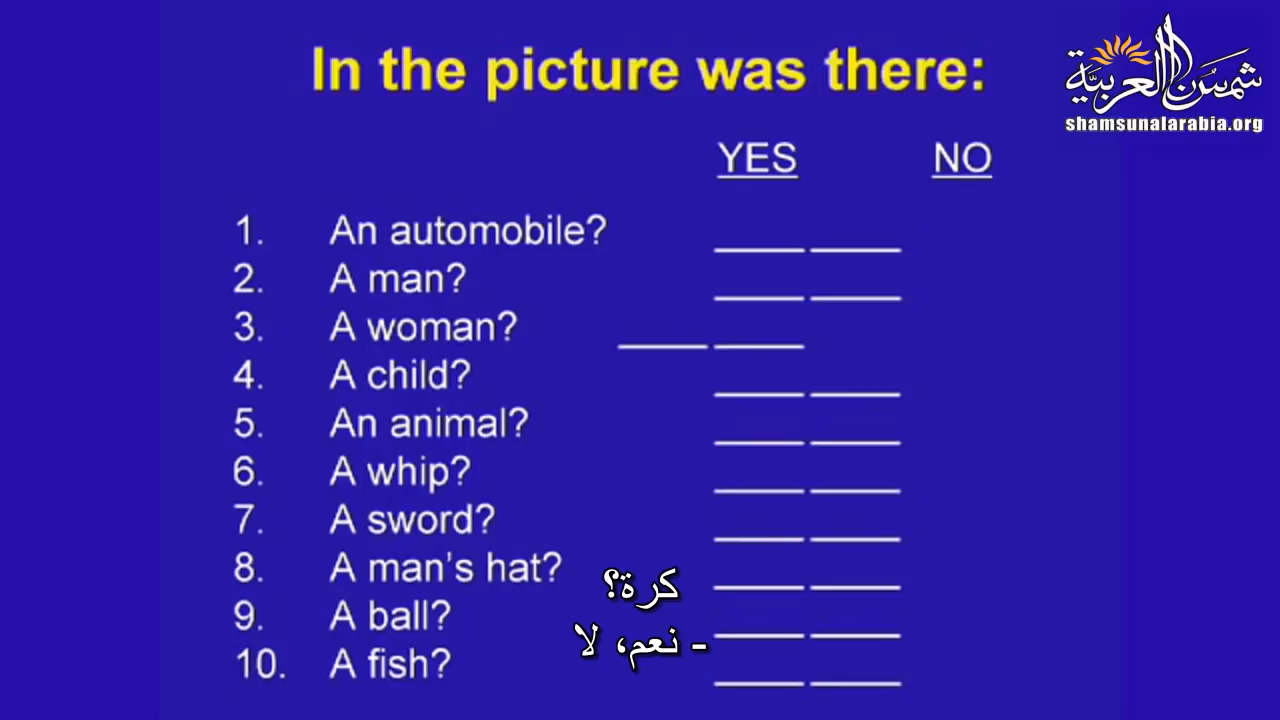 In the picture was there:
شمس العربية
shamsunalarabia.org
YES NO
1. An automobile?
2. A man?
3. A woman?
4. A child?
5. An animal?
6. A whip?
7. A sword?
8. A man's hat?
9. A ball?
10. A fish?
كرة؟
- نعم، لا